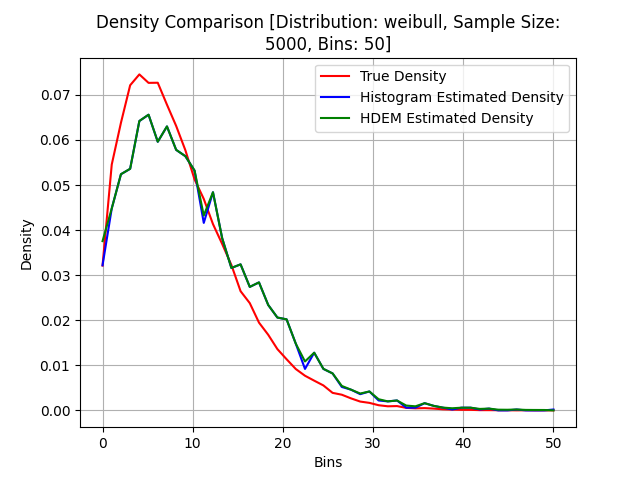 Density Comparison [Distribution: weibull, Sample Size:
5000, Bins: 50]
True Density
Histogram Estimated Density
HDEM Estimated Density
Density
0.07
0.06
0.05
0.04
0.03
0.02
0.01
0.00
0 10 20 30 40 50
Bins